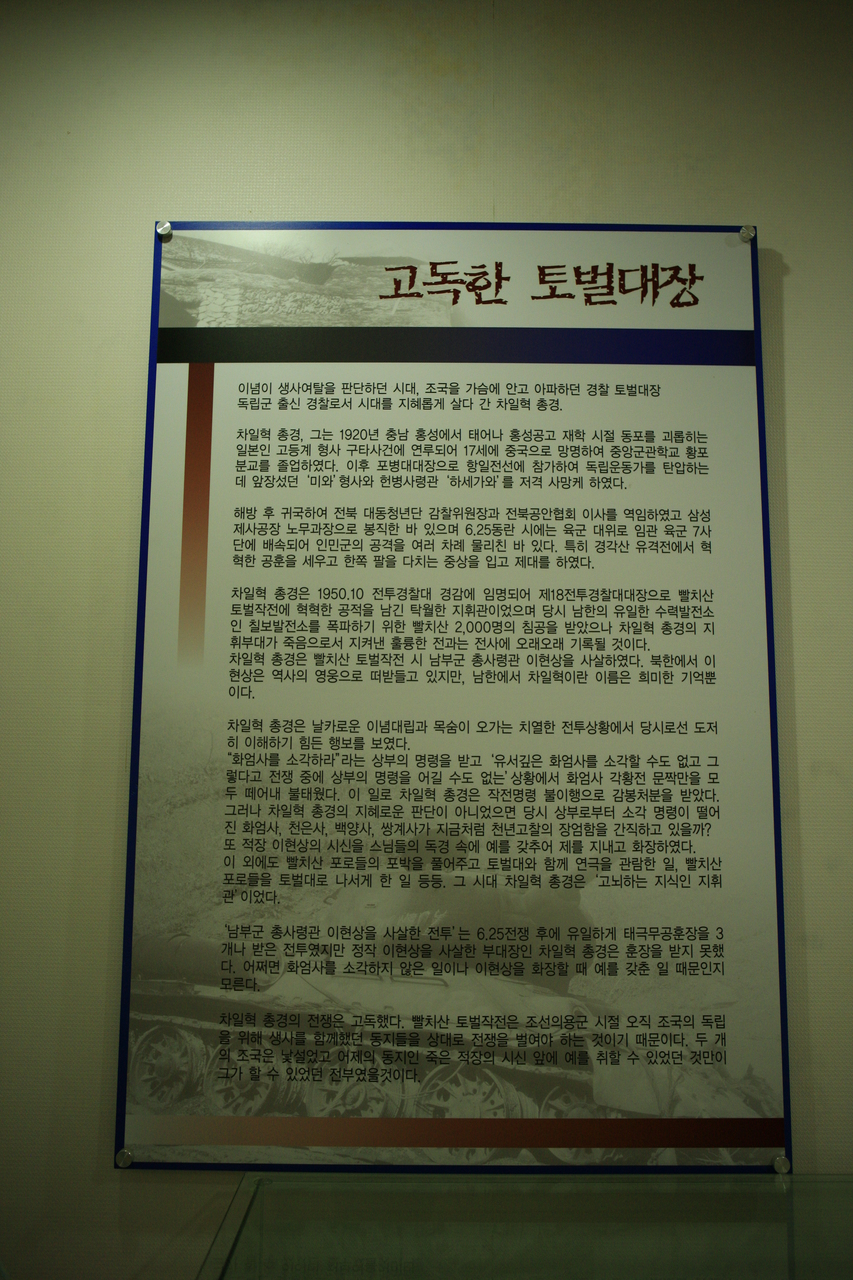 고독한 토벌대장
이념이 생사여탈을 판단하던 시대, 조국을 가슴에 안고 아파하던 경찰 토벌대장
독립군 출신 경찰로서 시대를 지혜롭게 살다 간 차일혁 총경.
차일혁 총경, 그는 1920년 충남 홍성에서 태어나 홍성공고 재학 시절 동포를 괴롭히는
일본인 고등계 형사 구타사건에 연루되어 17세에 중국으로 망명하여 중앙군관학교 황포
분교를 졸업하였다. 이후 포병대대장으로 항일전선에 참가하여 독립운동가를 탄압하는
데 앞장섰던 '미와' 형사와 헌병사령관 '하세가와' 를 저격 사망케 하였다.
해방 후 귀국하여 전북 대동청년단 감찰위원장과 전북공안협회 이사를 역임하였고 삼성
제사공장 노무과장으로 봉직한 바 있으며 6.25동란 시에는 육군 대위로 임관 육군 7사
단에 배속되어 인민군의 공격을 여러 차례 물리친 바 있다. 특히 경각산 유격전에서 혁
혁한 공훈을 세우고 한쪽 팔을 다치는 중상을 입고 제대를 하였다.
차일혁 총경은 1950.10 전투경찰대 경감에 임명되어 제18전투경찰대대장으로 빨치산
토벌작전에 혁혁한 공적을 남긴 탁월한 지휘관이었으며 당시 남한의 유일한 수력발전소
인 칠보발전소를 폭파하기 위한 빨치산 2,000명의 침공을 받았으나 차일혁 총경의 지
휘부대가 죽음으로서 지켜낸 훌륭한 전과는 전사에 오래오래 기록될 것이다.
차일혁 총경은 빨치산 토벌작전 시 남부군 총사령관 이현상을 사살하였다. 북한에서 이
현상은 역사의 영웅으로 떠받들고 있지만, 남한에서 차일혁이란 이름은 희미한 기억뿐
이다.
차일혁 총경은 날카로운 이념대립과 목숨이 오가는 치열한 전투상황에서 당시로선 도저
히 이해하기 힘든 행보를 보였다.
"화엄사를 소각하라" 라는 상부의 명령을 받고 '유서깊은 화엄사를 소각할 수도 없고 그
렇다고 전쟁 중에 상부의 명령을 어길 수도 없는' 상황에서 화엄사 각황전 문짝만을 모
두 떼어내 불태웠다. 이 일로 차일혁 총경은 작전명령 불이행으로 감봉처분을 받았다.
그러나 차일혁 총경의 지혜로운 판단이 아니었으면 당시 상부로부터 소각 명령이 떨어
진 화엄사, 천은사, 백양사, 쌍계사가 지금처럼 천년고찰의 장엄함을 간직하고 있을까?
또 적장 이현상의 시신을 스님들의 독경 속에 예를 갖추어 제를 지내고 화장하였다.
이 외에도 빨치산 포로들의 포박을 풀어주고 토벌대와 함께 연극을 관람한 일, 빨치산
포로들을 토벌대로 나서게 한 일 등등. 그 시대 차일혁 총경은 '고뇌하는 지식인 지휘
관' 이었다.
'남부군 총사령관 이현상을 사살한 전투' 는 6.25전쟁 후에 유일하게 태극무공훈장을 3
개나 받은 전투였지만 정작 이현상을 사살한 부대장인 차일혁 총경은 훈장을 받지 못했
다. 어쩌면 화엄사를 소각하지 않은 일이나 이현상을 화장할 때 예를 갖춘 일 때문인지
모른다.
차일혁 총경의 전쟁은 고독했다. 빨치산 토벌작전은 조선의용군 시절 오직 조국의 독립
을 위해 생사를 함께했던 동지들을 상대로 전쟁을 벌여야 하는 것이기 때문이다. 두 개
의 조국은 낯설었고 어제의 동지인 죽은 적장의 시신 앞에 예를 취할 수 있었던 것만이
그가 할 수 있었던 전부였을것이다.